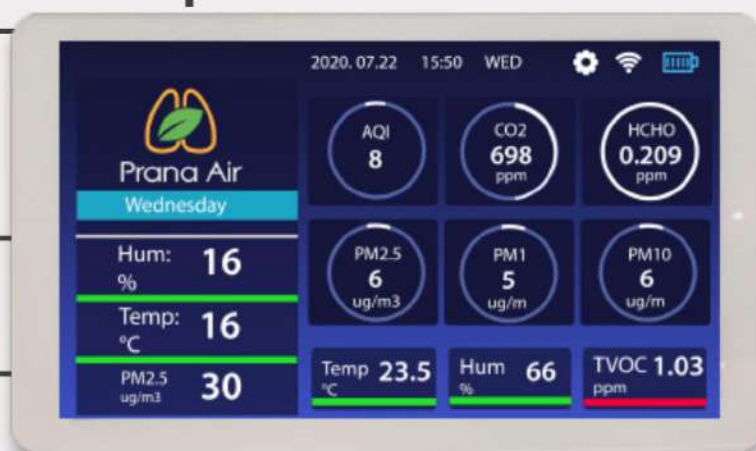 2020. 07.22 15:50 WED
Prana Air
Wednesday
Hum: 16
%
Temp: 16
°C
PM2.5 30
ug/m3
AQI
8
CO2
698
ppm
HCHO
0.209
ppm
PM2.5
6
ug/m3
PM1
5
ug/m
PM10
6
ug/m
Temp 23.5
°C
Hum 66
%
TVOC 1.03
ppm